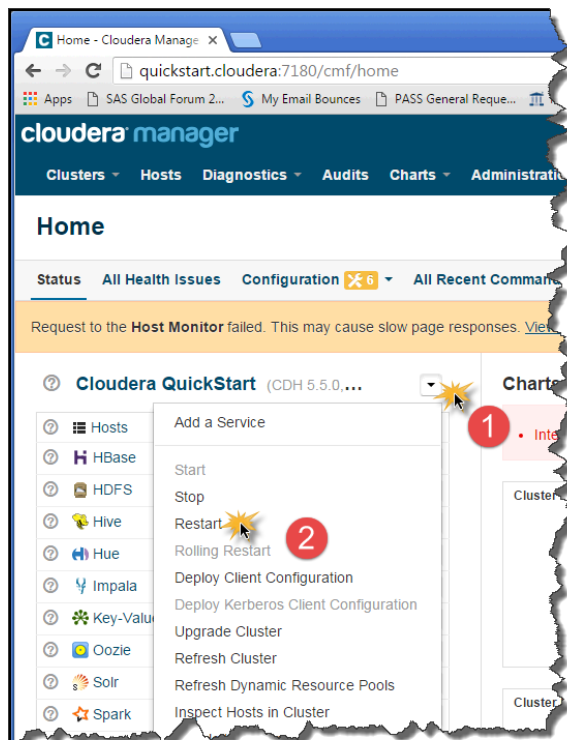 Home - Cloudera Manage
quickstart.cloudera:7180/cmf/home
Apps SAS Global Forum 2... My Email Bounces PASS General Reque...
cloudera manager
Clusters Hosts Diagnostics Audits Charts Administratio
Home
Status All Health Issues Configuration 6 All Recent Comman
Request to the Host Monitor failed. This may cause slow page responses. View
Cloudera QuickStart (CDH 5.5.0,...
Charts
1
Add a Service
Hosts
Inte
HBase
Start
HDFS
Stop
Cluster
Hive
Restart
2
Hue
Rolling Restart
Impala
Deploy Client Configuration
Key-Valu
Deploy Kerberos Client Configuration
Upgrade Cluster
Oozie
Refresh Cluster
Solr
Refresh Dynamic Resource Pools
Spark
Inspect Hosts in Cluster
Cluster